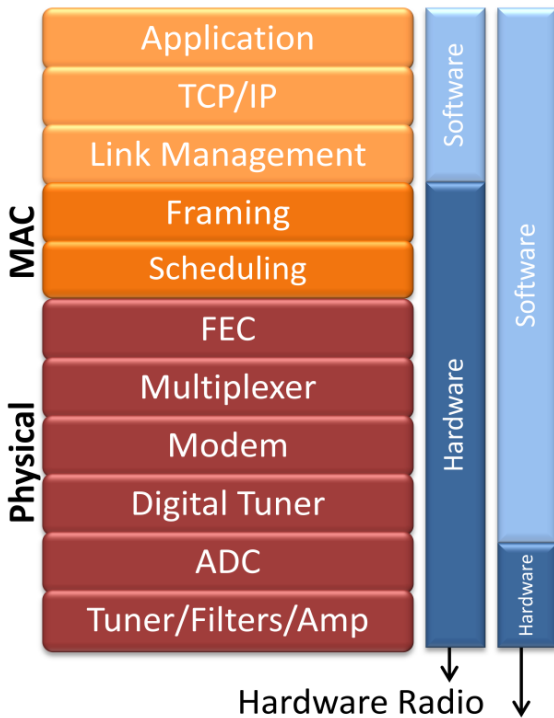 Application
TCP/IP
Link Management
Framing
Scheduling
FEC
Multiplexer
Modem
Digital Tuner
ADC
Tuner/Filters/Amp
MAC
Physical
Software
Hardware
Software
Hardware
Hardware Radio